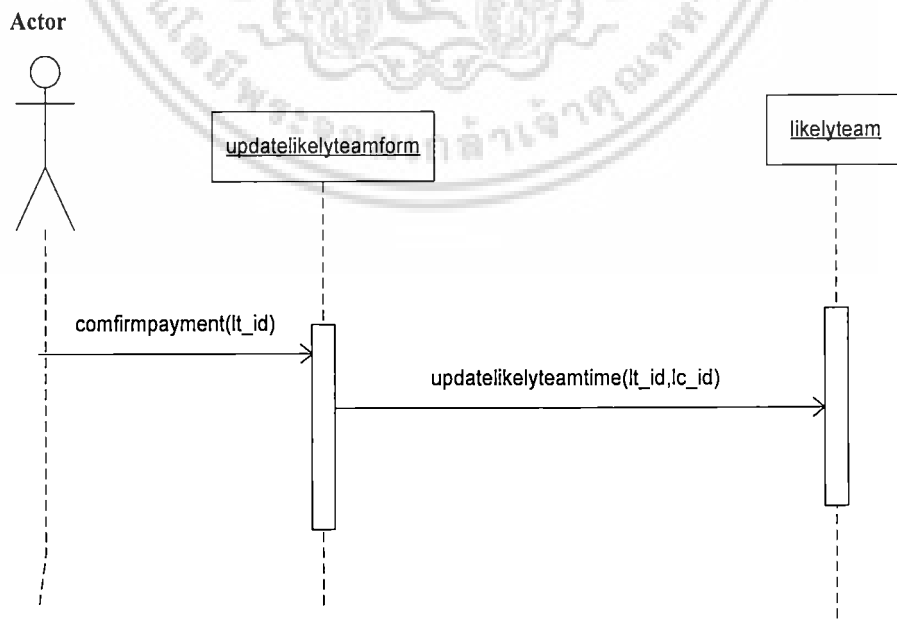 Actor
updatelikelyteamform
likelyteam
comfirmpayment(lt_id)
updatelikelyteamtime(lt_id,lc_id)